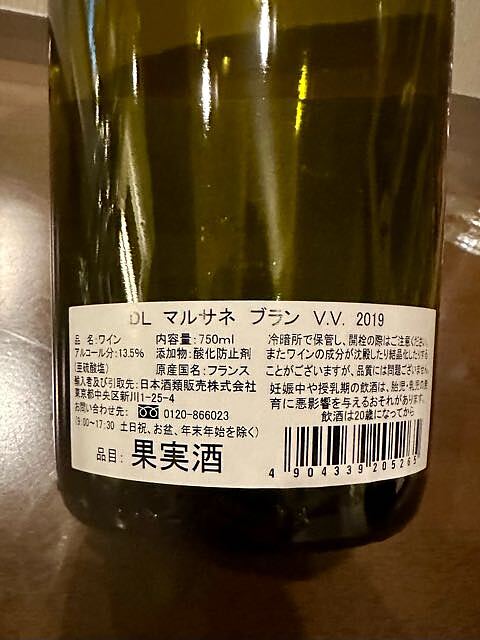 DL マルサネ ブラン V.V. 2019
品 名:ワイン 内容量:750ml
アルコール分:13.5% 添加物:酸化防止剤
(亜硫酸塩) 原産国名:フランス
輸入者及び引取先:日本酒類販売株式会社
東京都中央区新川1-25-4
お問い合わせ先: 0120-866023
(9:00~17:30 土日祝、お盆、年末年始を除く)
品目:果実酒
冷暗所で保管し、開栓の際はご注意ください。
またワインの成分が沈殿したり結晶化したりする
ことがございますが、品質には問題ございません。
妊娠中や授乳期の飲酒は、胎児・乳児の発
育に悪影響を与えるおそれがあります。
飲酒は20歳になってから
4 904339 205265